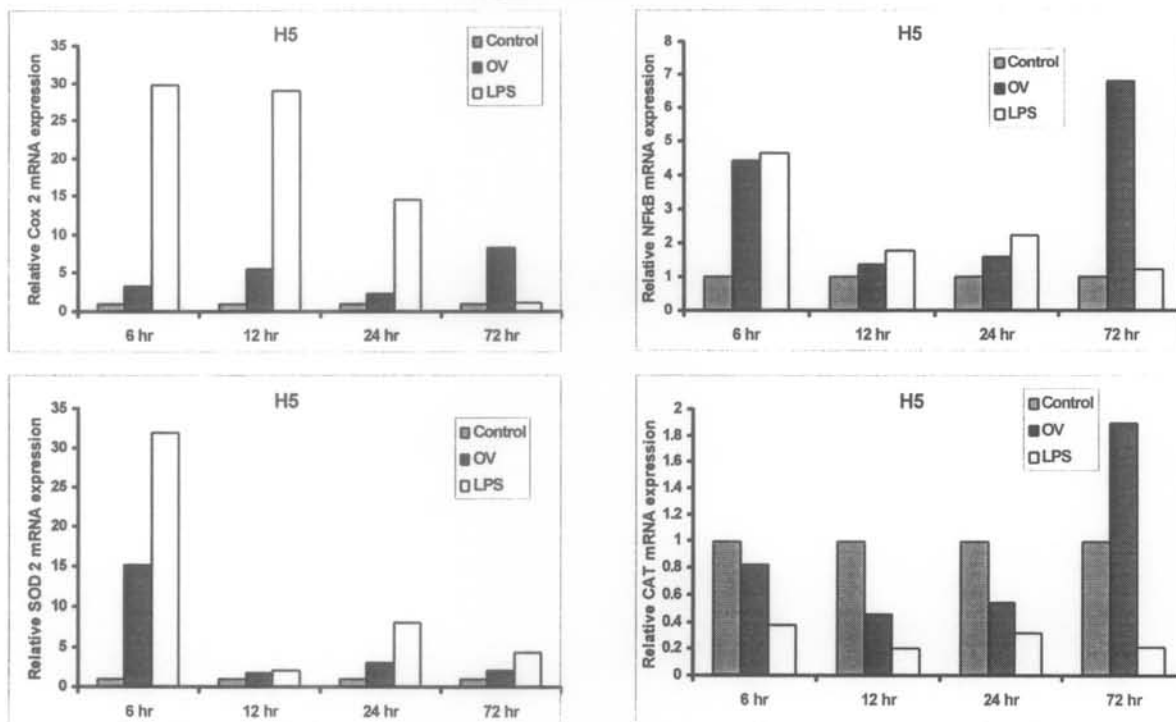 H5
Relative Cox 2 mRNA expression
35
30
25
20
15
10
5
0
Control
OV
LPS
6 hr
12 hr
24 hr
72 hr
H5
Relative NFkB mRNA expression
8
7
6
5
4
3
2
1
0
Control
OV
LPS
6 hr
12 hr
24 hr
72 hr
H5
Relative SOD 2 mRNA expression
35
30
25
20
15
10
5
0
Control
OV
LPS
6 hr
12 hr
24 hr
72 hr
H5
Relative CAT mRNA expression
2
1.8
1.6
1.4
1.2
1
0.8
0.6
0.4
0.2
0
Control
OV
LPS
6 hr
12 hr
24 hr
72 hr